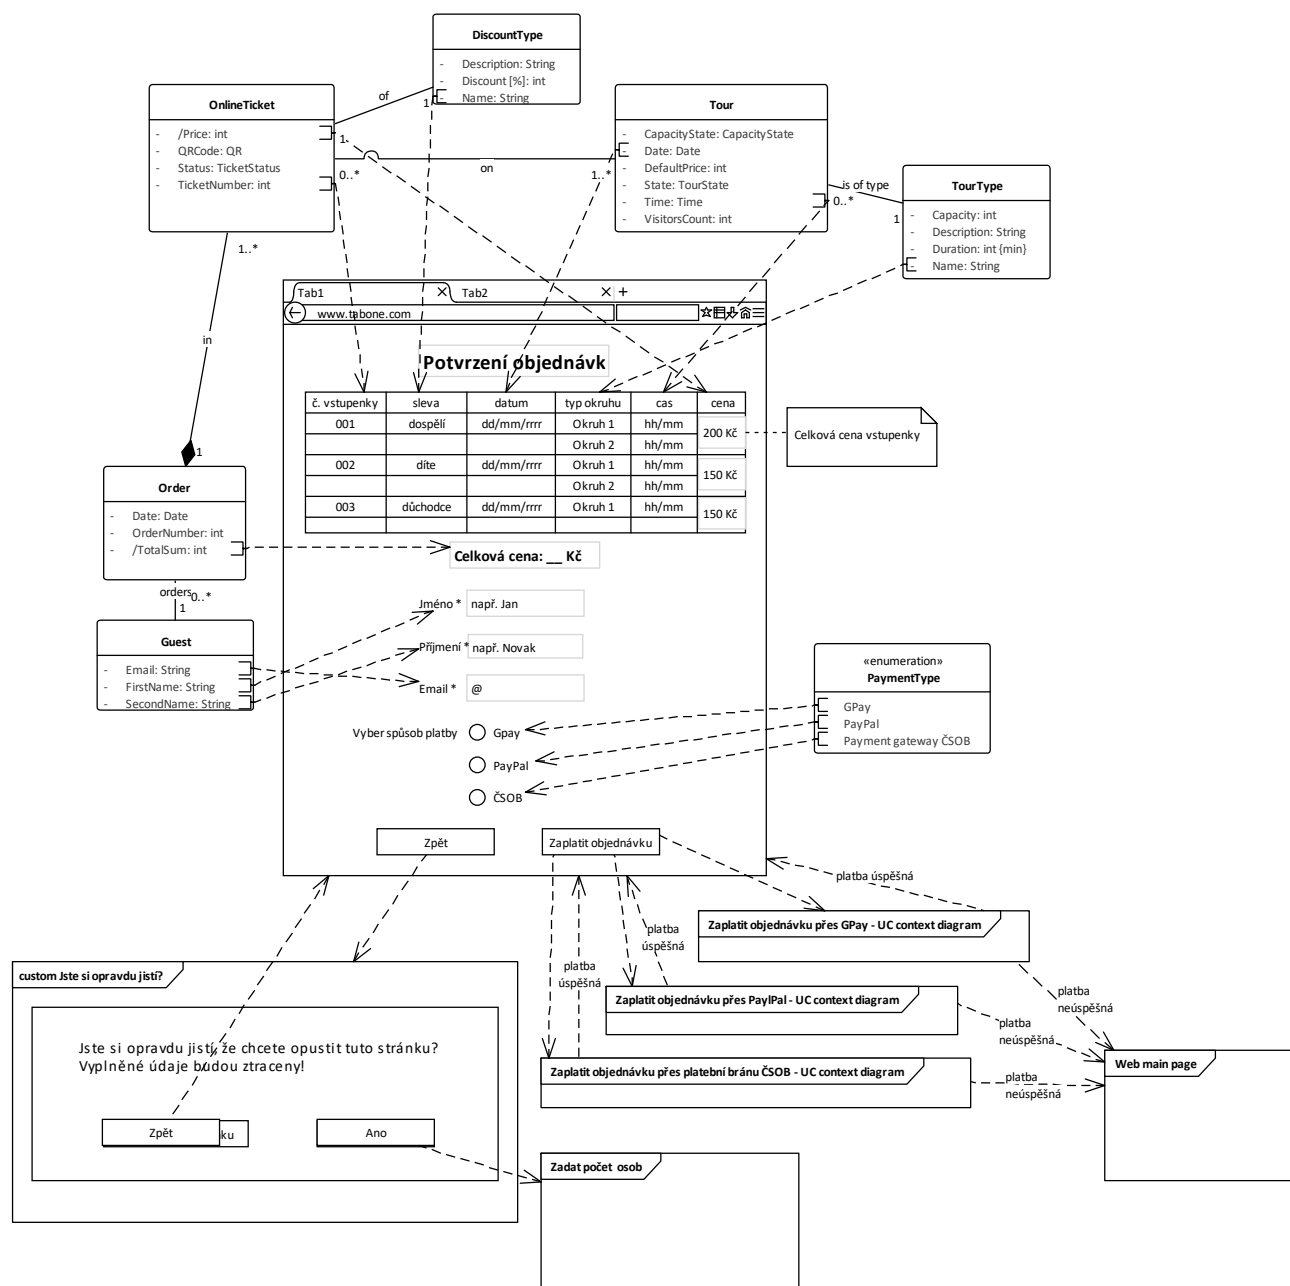 DiscountType
- Description: String
- Discount [%]: int
- Name: String
OnlineTicket
- /Price: int
- QRCode: QR
- Status: TicketStatus
- TicketNumber: int
of
1
1..*
0..*
on
1..*
Tour
- CapacityState: CapacityState
- Date: Date
- DefaultPrice: int
- State: TourState
- Time: Time
- VisitorsCount: int
is of type
0..*
1
TourType
- Capacity: int
- Description: String
- Duration: int {min}
- Name: String
1..*
in
1
Tab1
Tab2
www.tabone.com
Potvrzení objednávk
č. vstupenky sleva datum typ okruhu cas cena
001 dospělí dd/mm/rrrr Okruh 1 hh/mm 200 Kč
Okruh 2 hh/mm
002 díte dd/mm/rrrr Okruh 1 hh/mm 150 Kč
Okruh 2 hh/mm
003 důchodce dd/mm/rrrr Okruh 1 hh/mm 150 Kč
Celková cena vstupenky
Order
- Date: Date
- OrderNumber: int
- /TotalSum: int
Celková cena: __ Kč
orders
0..*
1
Guest
- Email: String
- FirstName: String
- SecondName: String
Jméno * např. Jan
Příjmení * např. Novak
Email * @
«enumeration»
PaymentType
GPay
PayPal
Payment gateway ČSOB
Vyber spùsob platby Gpay
PayPal
ČSOB
Zpět
Zaplatit objednávku
platba úspěšná
Zaplatit objednávku přes GPay - UC context diagram
platba
úspěšná
platba
úspěšná
Zaplatit objednávku přes PaylPal - UC context diagram
platba
neúspěšná
platba
neúspěšná
Zaplatit objednávku přes platební bránu ČSOB - UC context diagram
platba
neúspěšná
Web main page
custom Jste si opravdu jistí?
Jste si opravdu jistí, že chcete opustit tuto stránku?
Vyplněné údaje budou ztraceny!
Zpět
ku
Ano
Zadat počet osob